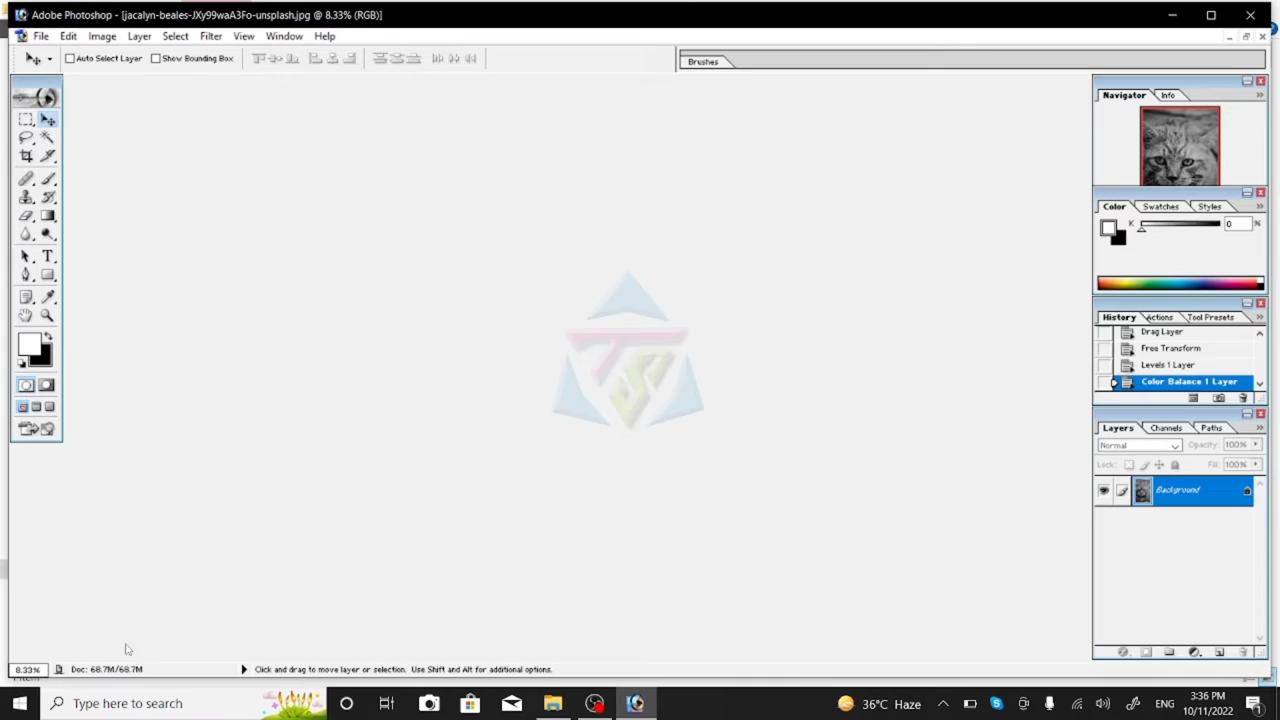 Adobe Photoshop - [jacalyn-beales-JXy99waA3Fo-unsplash.jpg @ 8.33% (RGB)]
File Edit Image Layer Select Filter View Window Help
Auto Select Layer Show Bounding Box
Brushes
Navigator Info
Color Swatches Styles
K 0 %
History Actions Tool Presets
Drag Layer
Free Transform
Levels 1 Layer
Color Balance 1 Layer
Layers Channels Paths
Normal Opacity: 100%
Lock: Fill: 100%
Background
TS
8.33% Doc: 68.7M/68.7M Click and drag to move layer or selection. Use Shift and Alt for additional options.
Type here to search
36°C Haze
ENG
3:36 PM
10/11/2022
1